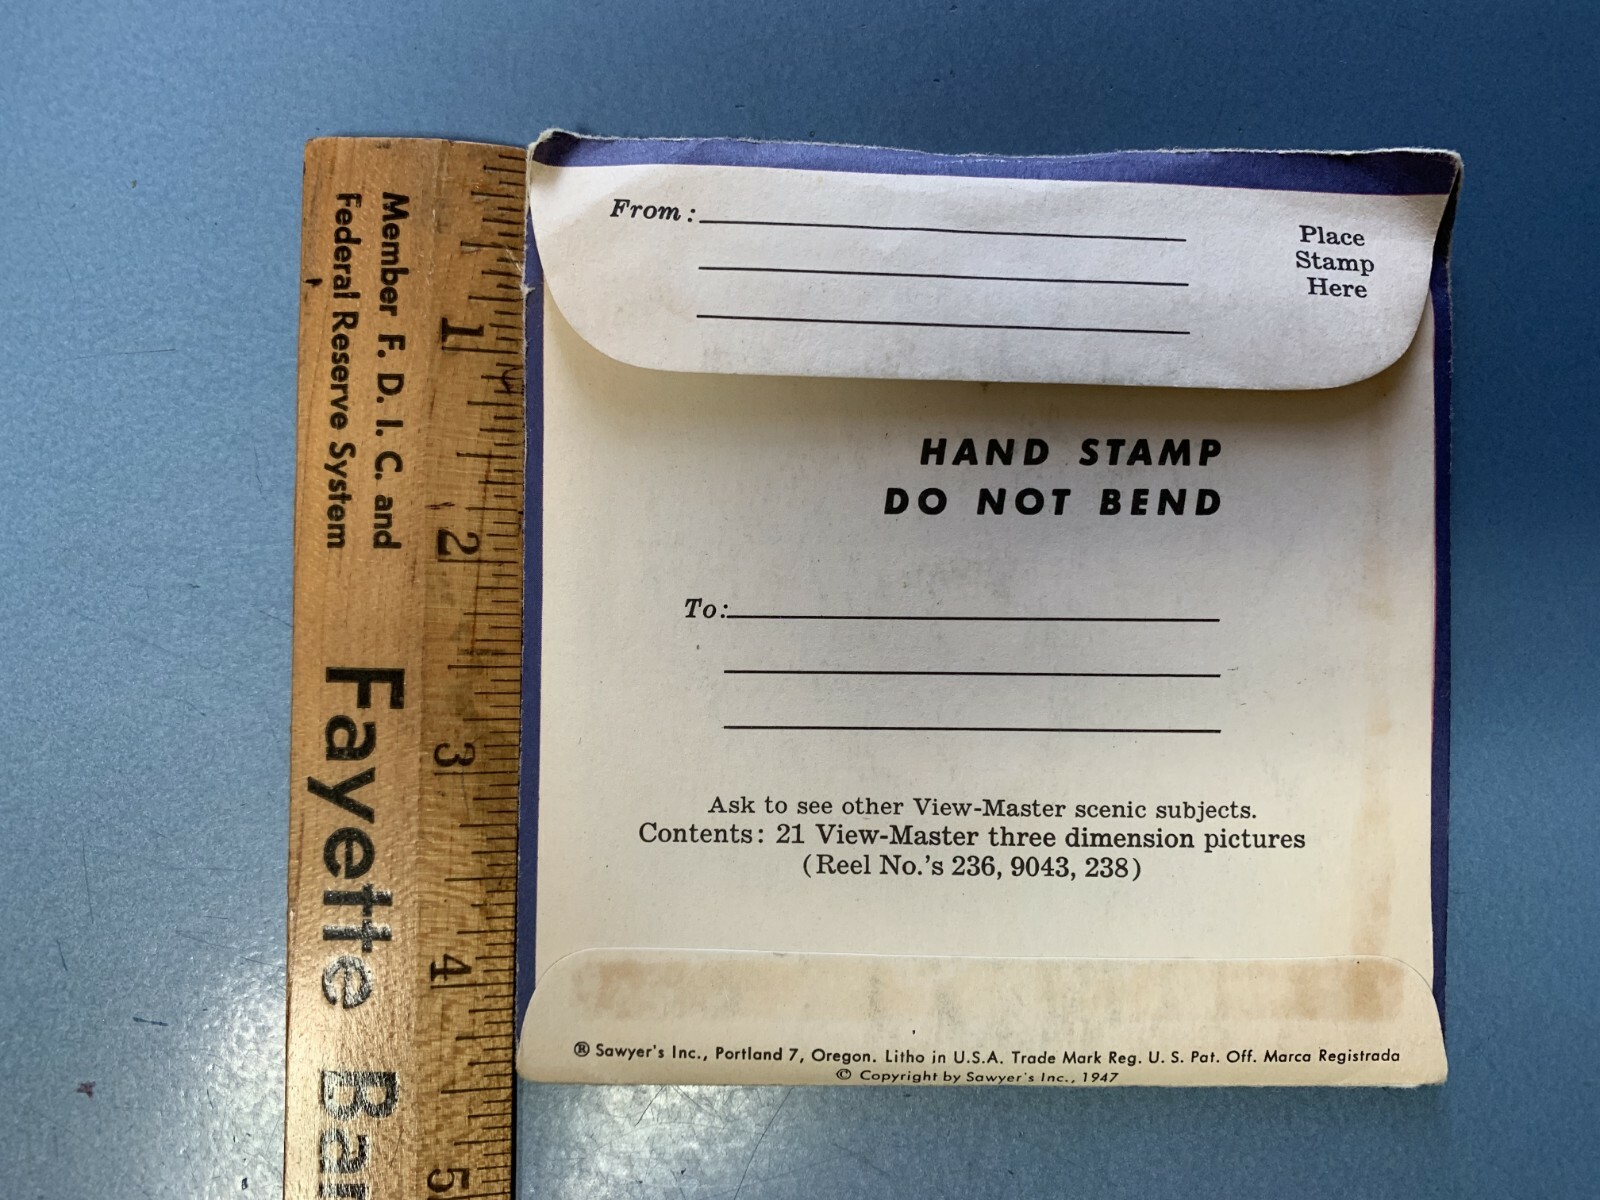 Member F. D. I. C. and
Federal Reserve System
Fayette
1
2
3
4
5
From:
Place
Stamp
Here
HAND STAMP
DO NOT BEND
To:
Ask to see other View-Master scenic subjects.
Contents: 21 View-Master three dimension pictures
(Reel No.'s 236, 9043, 238)
® Sawyer's Inc., Portland 7, Oregon. Litho in U.S.A. Trade Mark Reg. U. S. Pat. Off. Marca Registrada
© Copyright by Sawyer's Inc., 1947